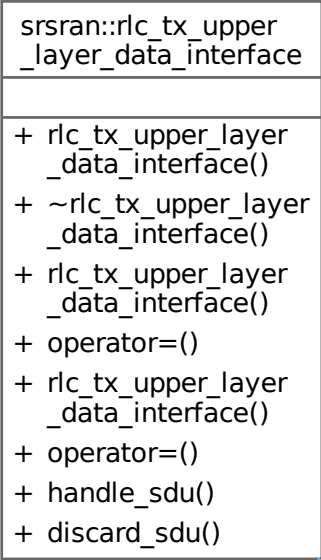 srsran::rlc_tx_upper
_layer_data_interface
+ rlc_tx_upper_layer
_data_interface()
+ ~rlc_tx_upper_layer
_data_interface()
+ rlc_tx_upper_layer
_data_interface()
+ operator=()
+ rlc_tx_upper_layer
_data_interface()
+ operator=()
+ handle_sdu()
+ discard_sdu()